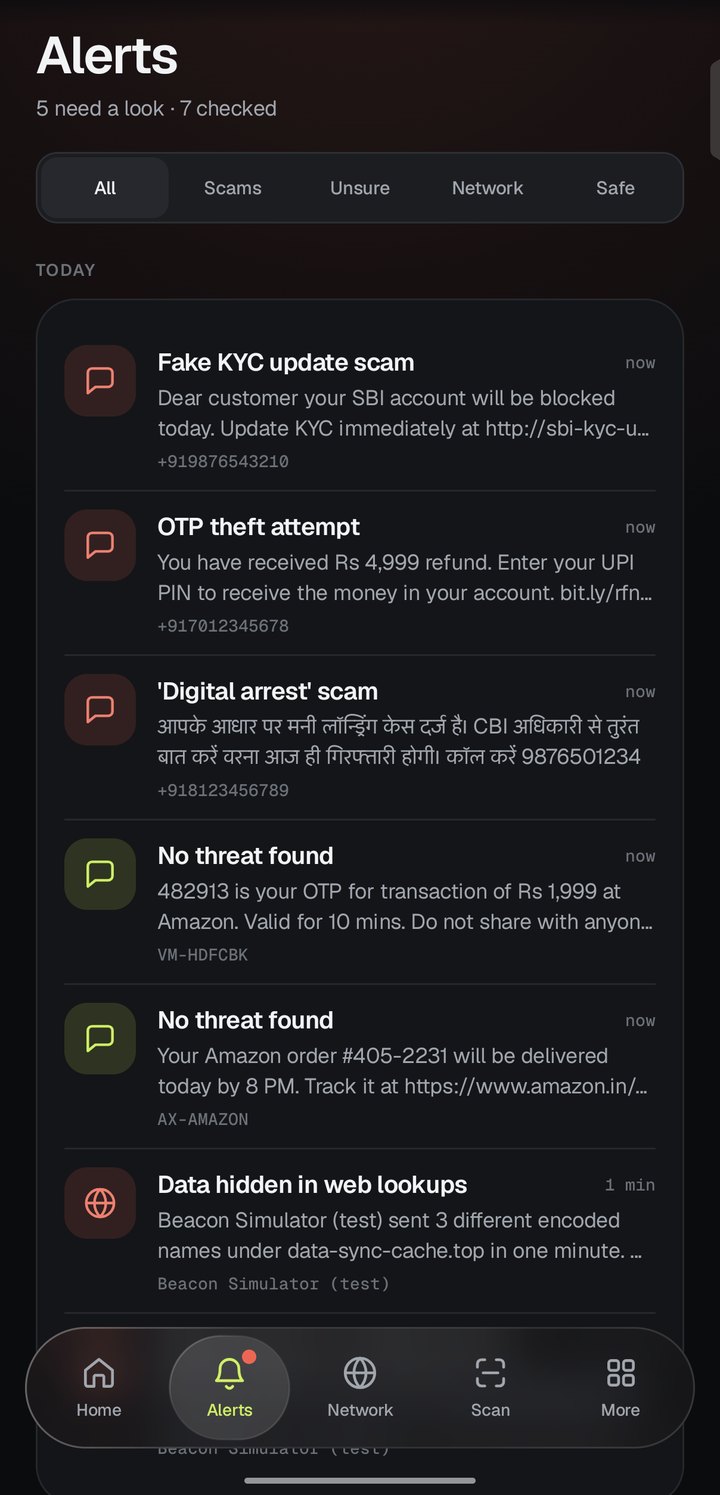 Alerts
5 need a look · 7 checked
All Scams Unsure Network Safe
TODAY
Fake KYC update scam now
Dear customer your SBI account will be blocked
today. Update KYC immediately at http://sbi-kyc-u...
+919876543210
OTP theft attempt now
You have received Rs 4,999 refund. Enter your UPI
PIN to receive the money in your account. bit.ly/rfn...
+917012345678
'Digital arrest' scam now
आपके आधार पर मनी लॉन्ड्रिंग केस दर्ज है। CBI अधिकारी से तुरंत
बात करें वरना आज ही गिरफ्तारी होगी। कॉल करें 9876501234
+918123456789
No threat found now
482913 is your OTP for transaction of Rs 1,999 at
Amazon. Valid for 10 mins. Do not share with anyon...
VM-HDFCBK
No threat found now
Your Amazon order #405-2231 will be delivered
today by 8 PM. Track it at https://www.amazon.in/...
AX-AMAZON
Data hidden in web lookups 1 min
Beacon Simulator (test) sent 3 different encoded
names under data-sync-cache.top in one minute. ...
Beacon Simulator (test)
Home Alerts Network Scan More
Beacon Simulator (test)